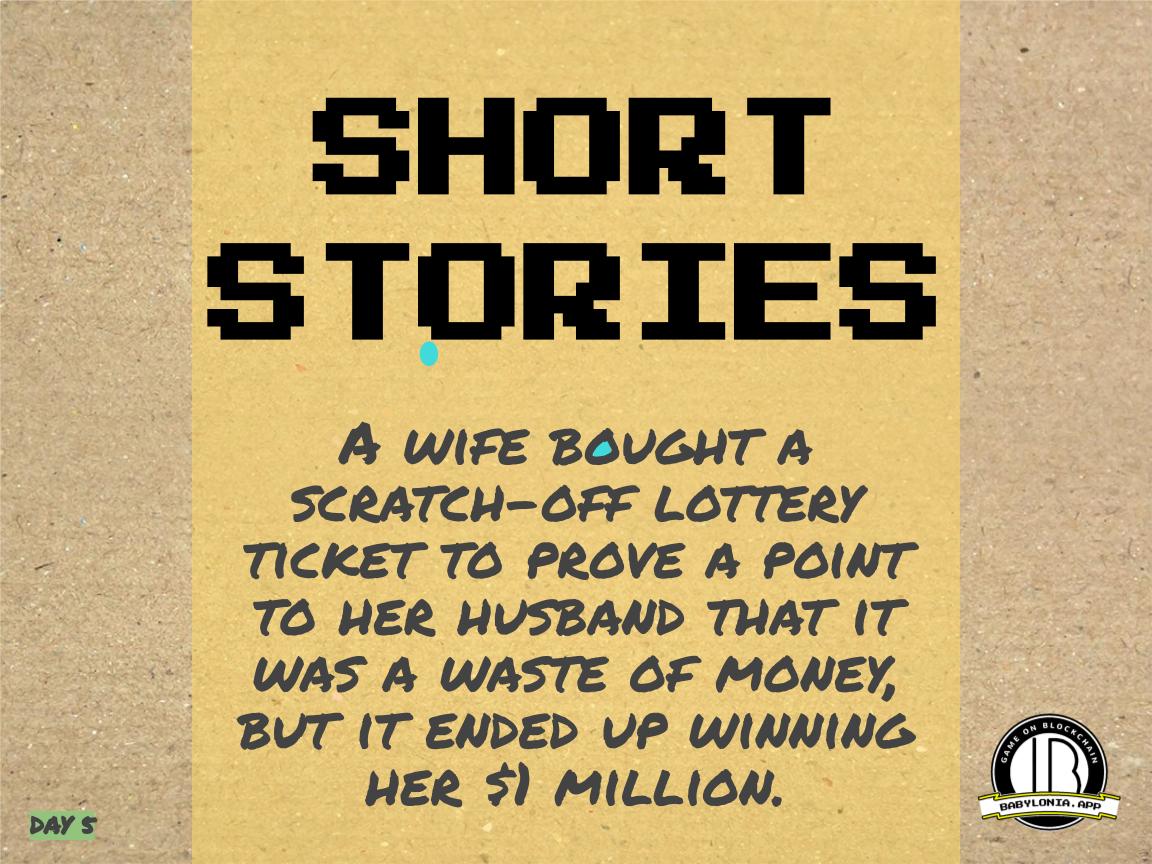 SHORT
STORIES
A WIFE BOUGHT A
SCRATCH-OFF LOTTERY
TICKET TO PROVE A POINT
TO HER HUSBAND THAT IT
WAS A WASTE OF MONEY,
BUT IT ENDED UP WINNING
HER $1 MILLION.
DAY 5
GAME ON BLOCKCHAIN
B
BABYLONIA.APP